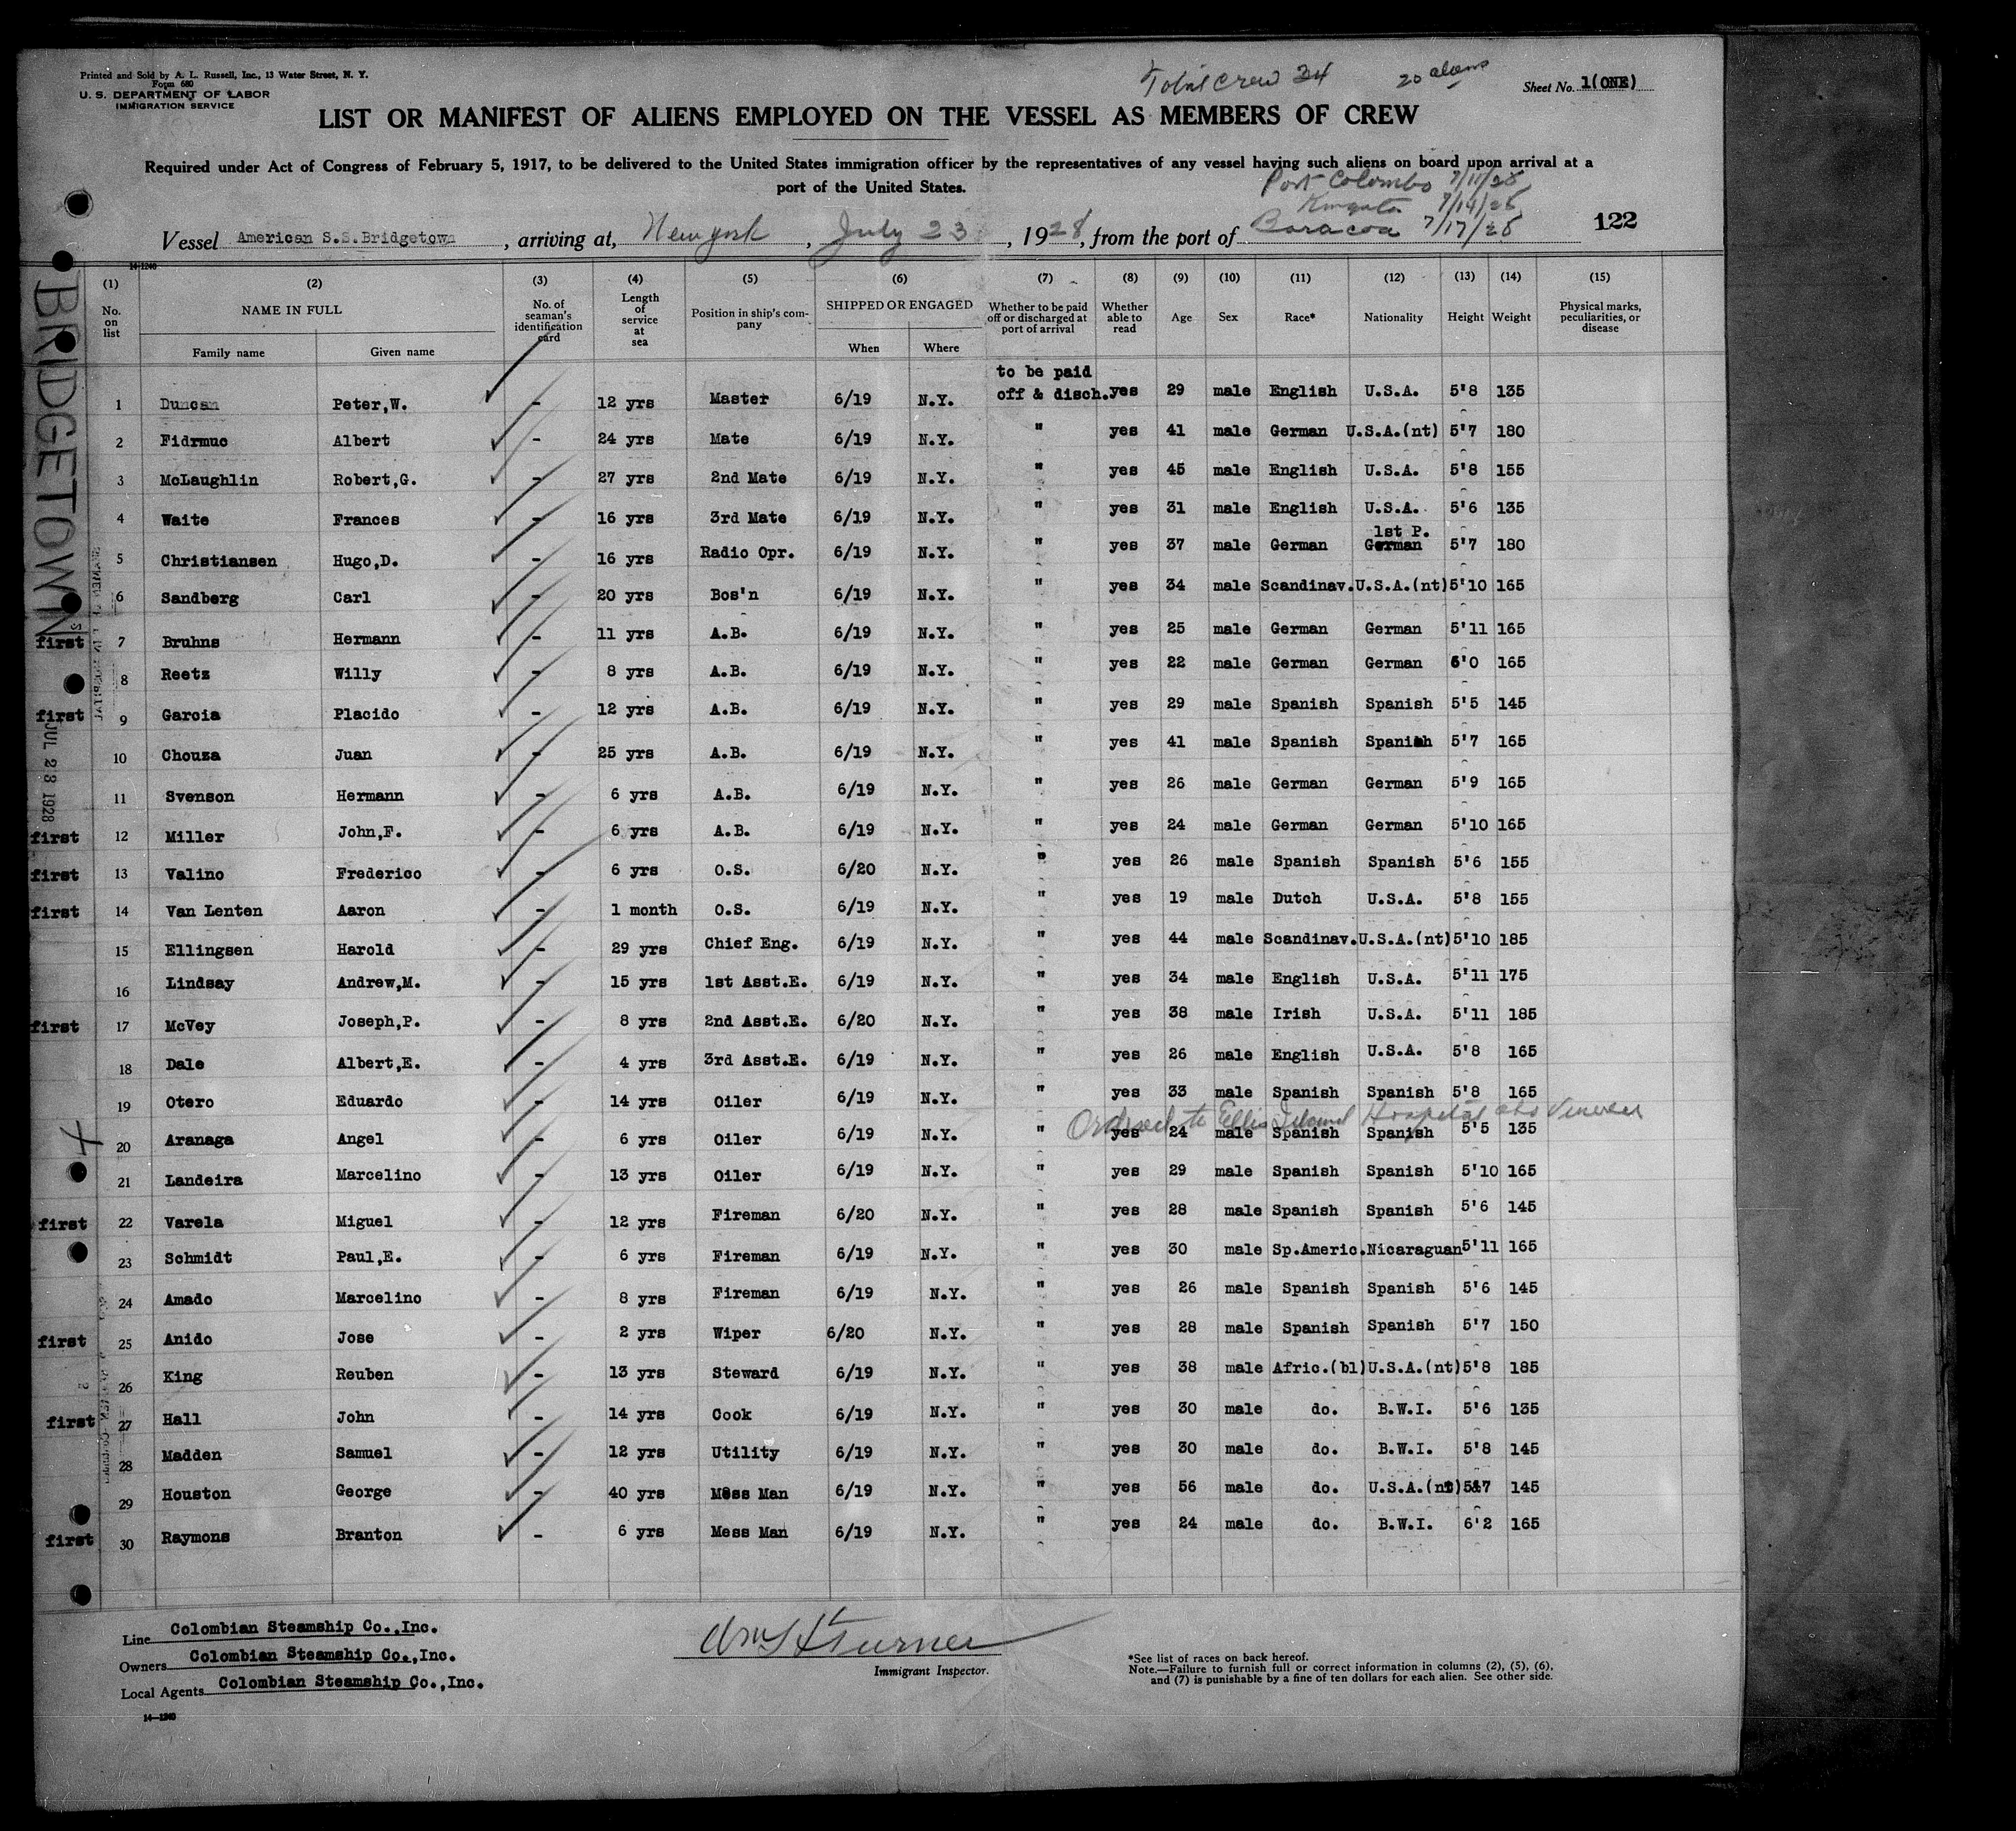 Printed and Sold by A. L. Russell, Inc., 13 Water Street, N. Y.
Form 680
U. S. DEPARTMENT OF LABOR
IMMIGRATION SERVICE
Total Crew 34
20 aliens
Sheet No. 1(ONE)
LIST OR MANIFEST OF ALIENS EMPLOYED ON THE VESSEL AS MEMBERS OF CREW
Required under Act of Congress of February 5, 1917, to be delivered to the United States immigration officer by the representatives of any vessel having such aliens on board upon arrival at a
port of the United States.
Port Colombo 7/11/28
Kingston 7/14/28
Vessel American S.S.Bridgetown, arriving at, New york, July 23, 1928, from the port of Baracoa 7/17/28
122
14-1240
BRIDGETOWN
JUL 23 1928
(1) (2) (3) (4) (5) (6) (7) (8) (9) (10) (11) (12) (13) (14) (15)
No. on list NAME IN FULL Family name Given name No. of seaman's identification card Length of service at sea Position in ship's company SHIPPED OR ENGAGED When Where Whether to be paid off or discharged at port of arrival Whether able to read Age Sex Race* Nationality Height Weight Physical marks, peculiarities, or disease
to be paid
1 Duncan Peter,W. - 12 yrs Master 6/19 N.Y. off & disch. yes 29 male English U.S.A. 5'8 135
2 Fidrmuc Albert - 24 yrs Mate 6/19 N.Y. " yes 41 male German U.S.A.(nt) 5'7 180
3 McLaughlin Robert,G. - 27 yrs 2nd Mate 6/19 N.Y. " yes 45 male English U.S.A. 5'8 155
4 Waite Frances - 16 yrs 3rd Mate 6/19 N.Y. " yes 31 male English U.S.A. 5'6 135
1st P.
5 Christiansen Hugo,D. - 16 yrs Radio Opr. 6/19 N.Y. " yes 37 male German German 5'7 180
6 Sandberg Carl - 20 yrs Bos'n 6/19 N.Y. " yes 34 male Scandinav. U.S.A.(nt) 5'10 165
first 7 Bruhns Hermann - 11 yrs A.B. 6/19 N.Y. " yes 25 male German German 5'11 165
8 Reetz Willy - 8 yrs A.B. 6/19 N.Y. " yes 22 male German German 6'0 165
first 9 Garcia Placido - 12 yrs A.B. 6/19 N.Y. " yes 29 male Spanish Spanish 5'5 145
10 Chouza Juan - 25 yrs A.B. 6/19 N.Y. " yes 41 male Spanish Spanish 5'7 165
11 Svenson Hermann - 6 yrs A.B. 6/19 N.Y. " yes 26 male German German 5'9 165
first 12 Miller John,F. - 6 yrs A.B. 6/19 N.Y. " yes 24 male German German 5'10 165
first 13 Valino Frederico - 6 yrs O.S. 6/20 N.Y. " yes 26 male Spanish Spanish 5'6 155
first 14 Van Lenten Aaron - 1 month O.S. 6/19 N.Y. " yes 19 male Dutch U.S.A. 5'8 155
15 Ellingsen Harold - 29 yrs Chief Eng. 6/19 N.Y. " yes 44 male Scandinav. U.S.A.(nt) 5'10 185
16 Lindsay Andrew,M. - 15 yrs 1st Asst.E. 6/19 N.Y. " yes 34 male English U.S.A. 5'11 175
first 17 McVey Joseph,P. - 8 yrs 2nd Asst.E. 6/20 N.Y. " yes 38 male Irish U.S.A. 5'11 185
18 Dale Albert,E. - 4 yrs 3rd Asst.E. 6/19 N.Y. " yes 26 male English U.S.A. 5'8 165
19 Otero Eduardo - 14 yrs Oiler 6/19 N.Y. " yes 33 male Spanish Spanish 5'8 165
Ordered to Ellis Island Hospital
20 Aranaga Angel - 6 yrs Oiler 6/19 N.Y. " yes 24 male Spanish Spanish 5'5 135
21 Landeira Marcelino - 13 yrs Oiler 6/19 N.Y. " yes 29 male Spanish Spanish 5'10 165
first 22 Varela Miguel - 12 yrs Fireman 6/20 N.Y. " yes 28 male Spanish Spanish 5'6 145
23 Schmidt Paul,E. - 6 yrs Fireman 6/19 N.Y. " yes 30 male Sp.Americ. Nicaraguan 5'11 165
24 Amado Marcelino - 8 yrs Fireman 6/19 N.Y. " yes 26 male Spanish Spanish 5'6 145
first 25 Anido Jose - 2 yrs Wiper 6/20 N.Y. " yes 28 male Spanish Spanish 5'7 150
26 King Reuben - 13 yrs Steward 6/19 N.Y. " yes 38 male Afric.(bl) U.S.A.(nt) 5'8 185
first 27 Hall John - 14 yrs Cook 6/19 N.Y. " yes 30 male do. B.W.I. 5'6 135
28 Madden Samuel - 12 yrs Utility 6/19 N.Y. " yes 30 male do. B.W.I. 5'8 145
29 Houston George - 40 yrs Mess Man 6/19 N.Y. " yes 56 male do. U.S.A.(nt) 5'7 145
first 30 Raymons Branton - 6 yrs Mess Man 6/19 N.Y. " yes 24 male do. B.W.I. 6'2 165
Line Colombian Steamship Co.,Inc.
Owners Colombian Steamship Co.,Inc.
Local Agents Colombian Steamship Co.,Inc.
14-1240
Turner
Immigrant Inspector.
*See list of races on back hereof.
Note.—Failure to furnish full or correct information in columns (2), (5), (6),
and (7) is punishable by a fine of ten dollars for each alien. See other side.